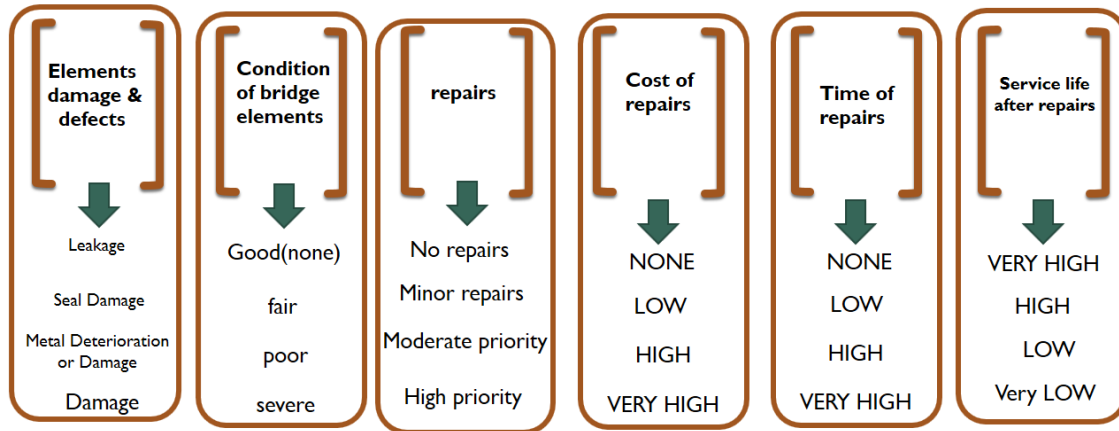 Elements
damage &
defects
Leakage
Seal Damage
Metal Deterioration
or Damage
Damage
Condition
of bridge
elements
Good(none)
fair
poor
severe
repairs
No repairs
Minor repairs
Moderate priority
High priority
Cost of
repairs
NONE
LOW
HIGH
VERY HIGH
Time of
repairs
NONE
LOW
HIGH
VERY HIGH
Service life
after repairs
VERY HIGH
HIGH
LOW
Very LOW